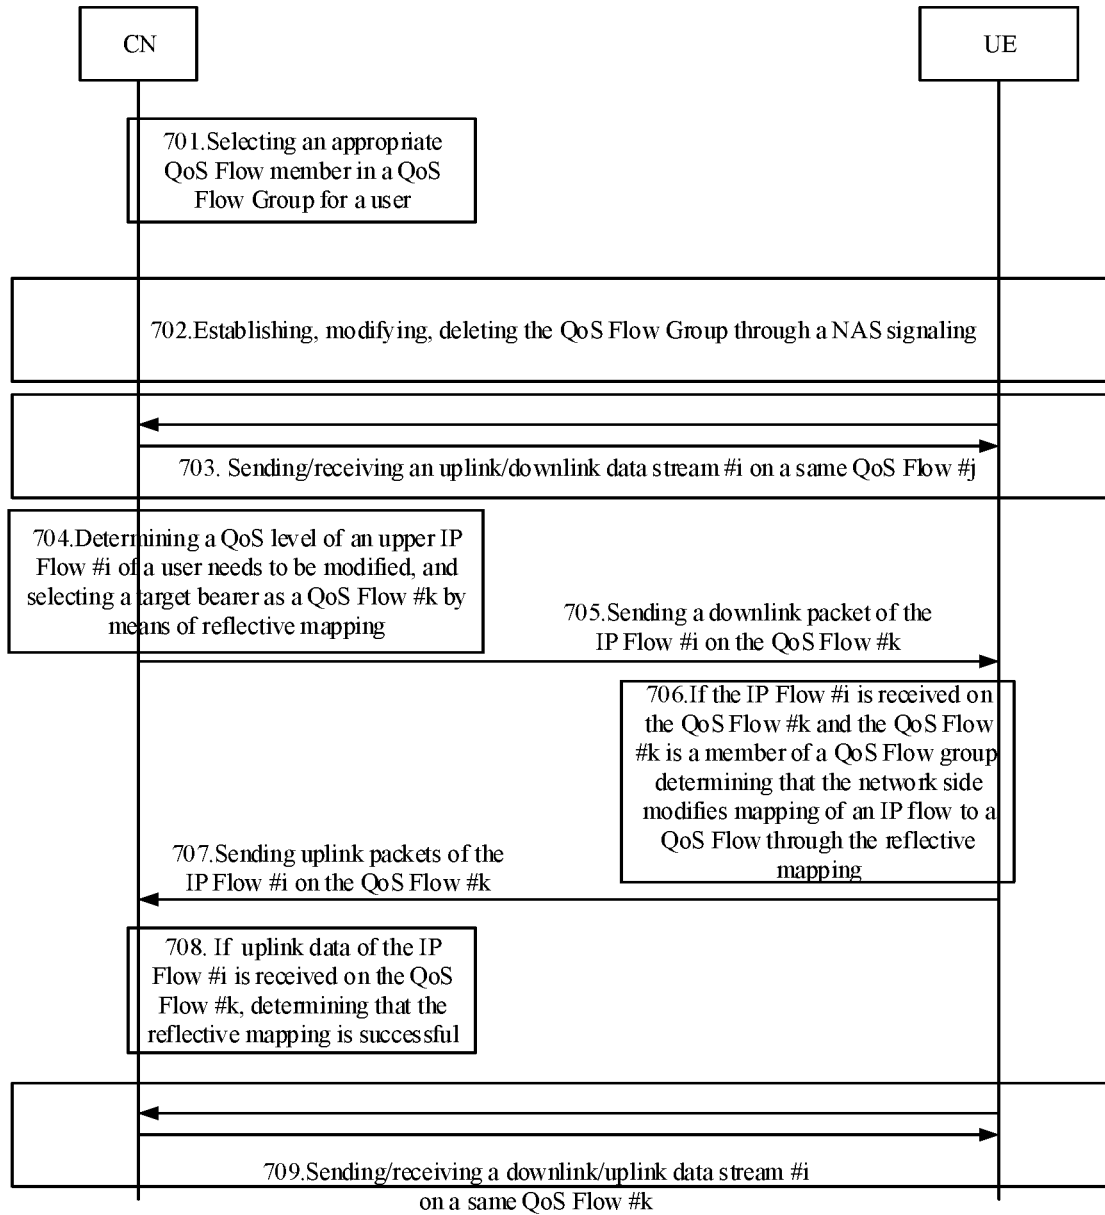 CN
UE
701.Selecting an appropriate
QoS Flow member in a QoS
Flow Group for a user
702.Establishing, modifying, deleting the QoS Flow Group through a NAS signaling
703. Sending/receiving an uplink/downlink data stream #i on a same QoS Flow #j
704.Determining a QoS level of an upper IP
Flow #i of a user needs to be modified, and
selecting a target bearer as a QoS Flow #k by
means of reflective mapping
705.Sending a downlink packet of the
IP Flow #i on the QoS Flow #k
706.If the IP Flow #i is received on
the QoS Flow #k and the QoS Flow
#k is a member of a QoS Flow group
determining that the network side
modifies mapping of an IP flow to a
QoS Flow through the reflective
mapping
707.Sending uplink packets of the
IP Flow #i on the QoS Flow #k
708. If uplink data of the IP
Flow #i is received on the QoS
Flow #k, determining that the
reflective mapping is successful
709.Sending/receiving a downlink/uplink data stream #i
on a same QoS Flow #k